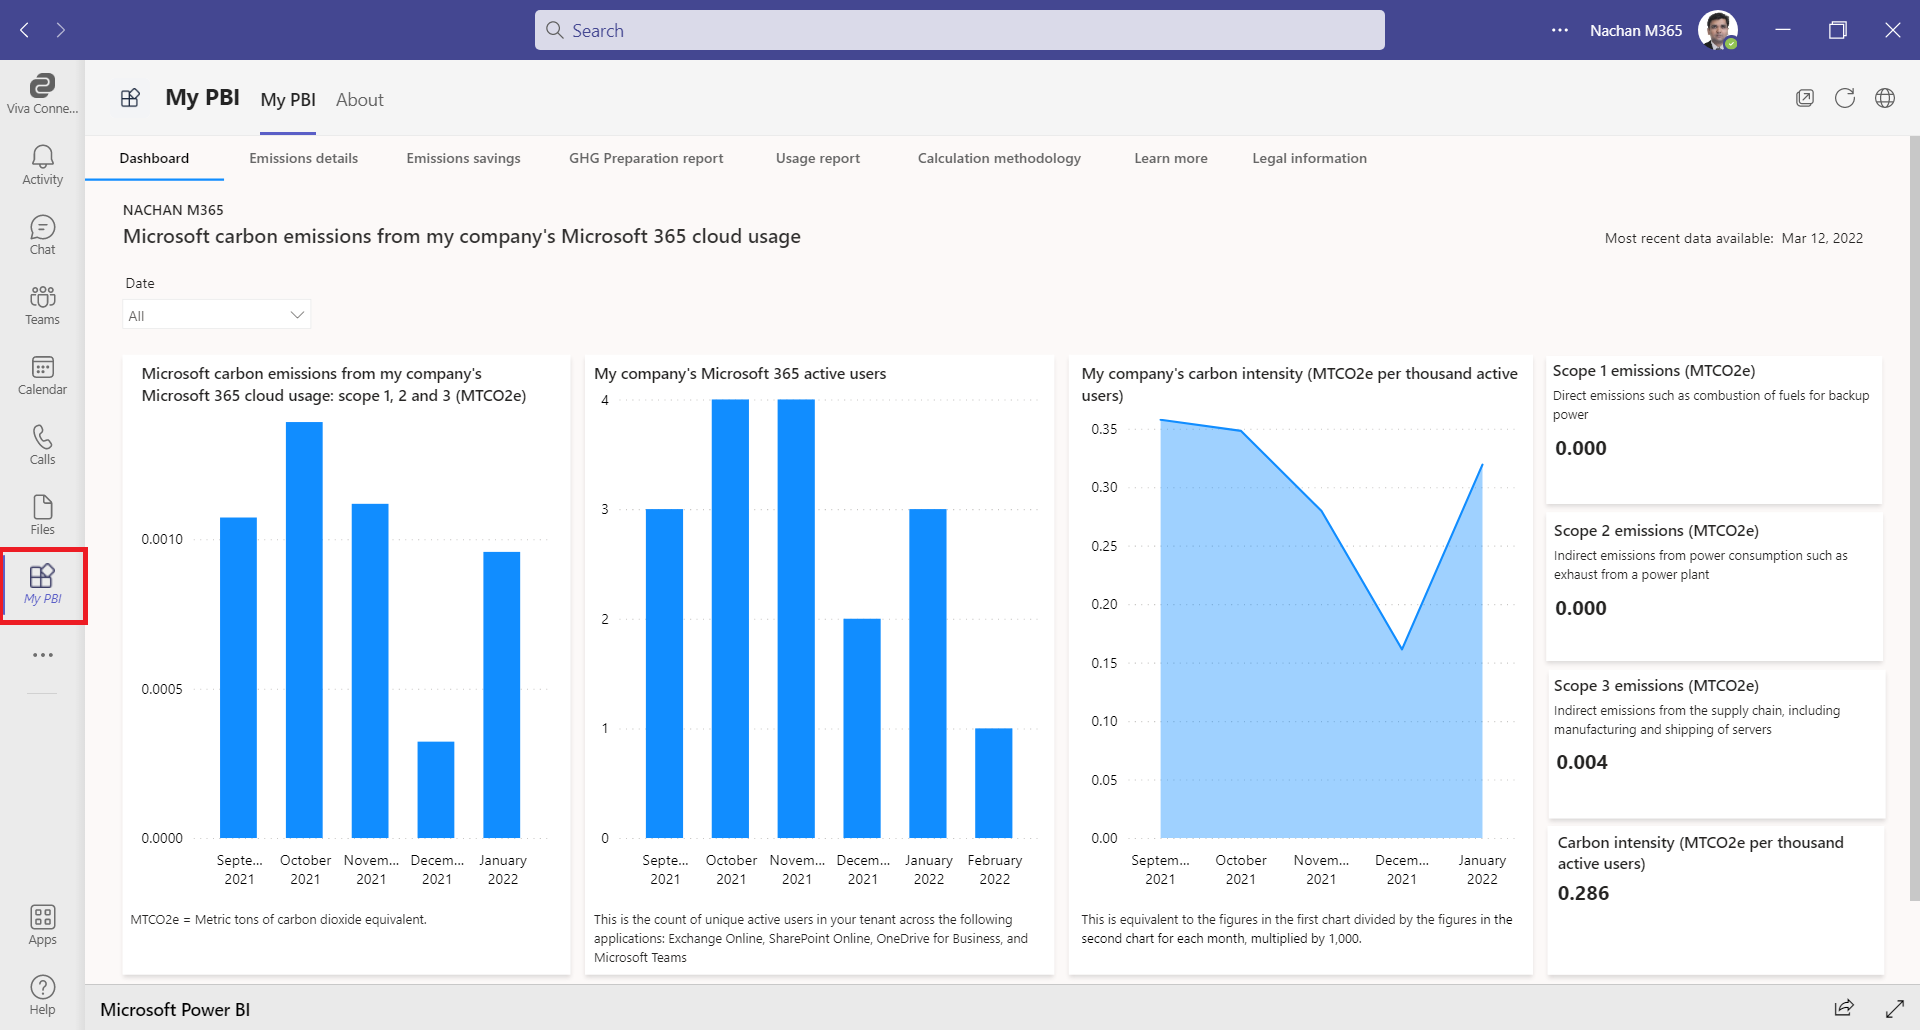 Search
Nachan M365
Viva Conne...
Activity
Chat
Teams
Calendar
Calls
Files
My PBI
Apps
Help
My PBI
My PBI
About
Dashboard
Emissions details
Emissions savings
GHG Preparation report
Usage report
Calculation methodology
Learn more
Legal information
NACHAN M365
Microsoft carbon emissions from my company's Microsoft 365 cloud usage
Most recent data available: Mar 12, 2022
Date
All
Microsoft carbon emissions from my company's
Microsoft 365 cloud usage: scope 1, 2 and 3 (MTCO2e)
0.0010
0.0005
0.0000
Septe... October Novem... Decem... January
2021 2021 2021 2021 2022
MTCO2e = Metric tons of carbon dioxide equivalent.
My company's Microsoft 365 active users
4
3
2
1
0
Septe... October Novem... Decem... January February
2021 2021 2021 2021 2022 2022
This is the count of unique active users in your tenant across the following
applications: Exchange Online, SharePoint Online, OneDrive for Business, and
Microsoft Teams
My company's carbon intensity (MTCO2e per thousand active
users)
0.35
0.30
0.25
0.20
0.15
0.10
0.05
0.00
Septem... October Novem... Decem... January
2021 2021 2021 2021 2022
This is equivalent to the figures in the first chart divided by the figures in the
second chart for each month, multiplied by 1,000.
Scope 1 emissions (MTCO2e)
Direct emissions such as combustion of fuels for backup
power
0.000
Scope 2 emissions (MTCO2e)
Indirect emissions from power consumption such as
exhaust from a power plant
0.000
Scope 3 emissions (MTCO2e)
Indirect emissions from the supply chain, including
manufacturing and shipping of servers
0.004
Carbon intensity (MTCO2e per thousand
active users)
0.286
Microsoft Power BI